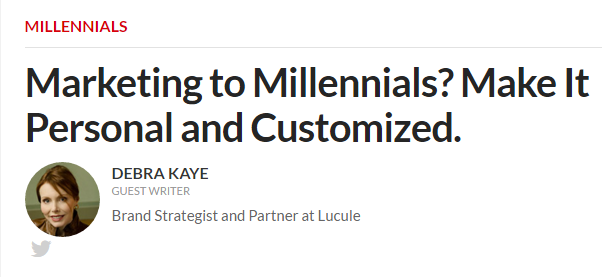 MILLENNIALS
Marketing to Millennials? Make It
Personal and Customized.
DEBRA KAYE
GUEST WRITER
Brand Strategist and Partner at Lucule